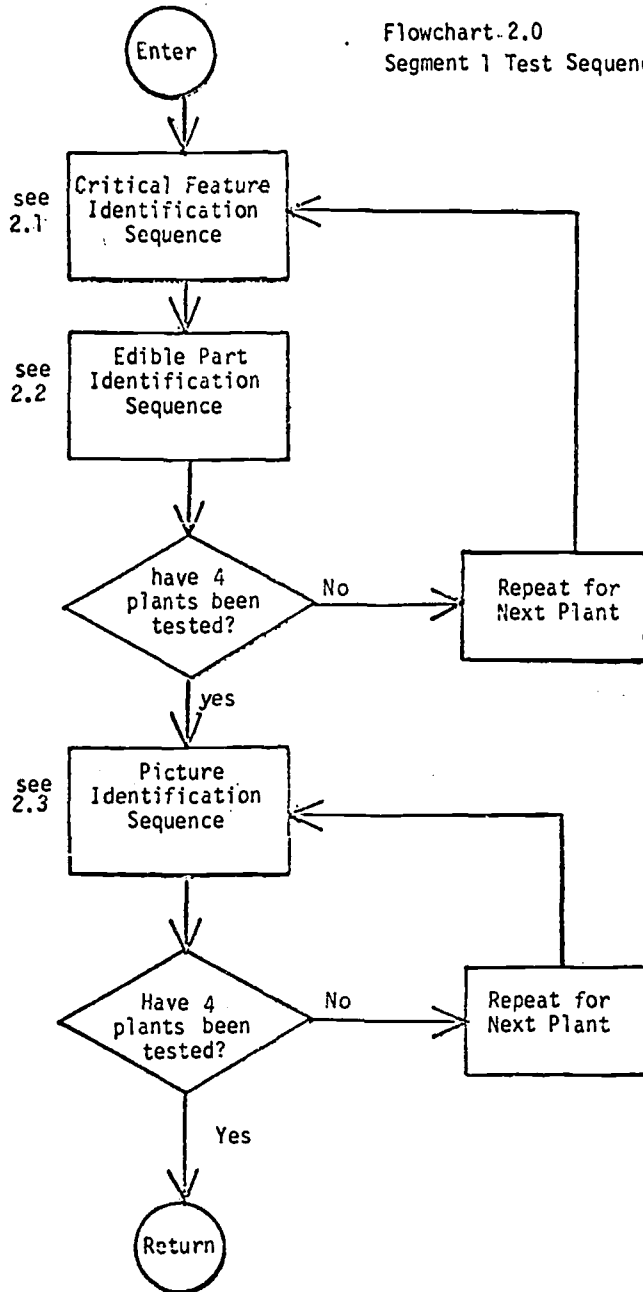 Flowchart 2.0
Segment 1 Test
Enter
see
2.1
Critical Feature
Identification
Sequence
see
2.2
Edible Part
Identification
Sequence
have 4
plants been
tested?
No
Repeat for
Next Plant
yes
see
2.3
Picture
Identification
Sequence
Have 4
plants been
tested?
No
Repeat for
Next Plant
Yes
Return